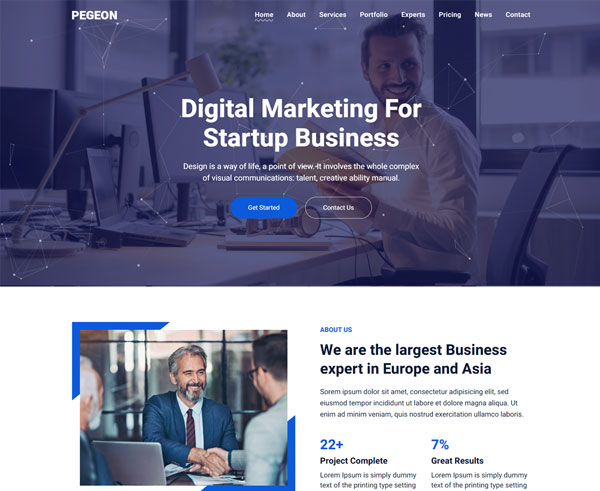 PEGEON
Home About Services Portfolio Experts Pricing News Contact
Digital Marketing For
Startup Business
Design is a way of life, a point of view. It involves the whole complex
of visual communications: talent, creative ability manual.
Get Started Contact Us
ABOUT US
We are the largest Business
expert in Europe and Asia
Lorem ipsum dolor sit amet, consectetur adipisicing elit, sed
eiusmod tempor incididunt ut labore et dolore magna aliqua. Ut
enim ad minim veniam, quis nostrud exercitation ullamco laboris.
22+ 7%
Project Complete Great Results
Lorem Ipsum is simply dummy Lorem Ipsum is simply dummy
text of the printing typesetting text of the printing typesetting